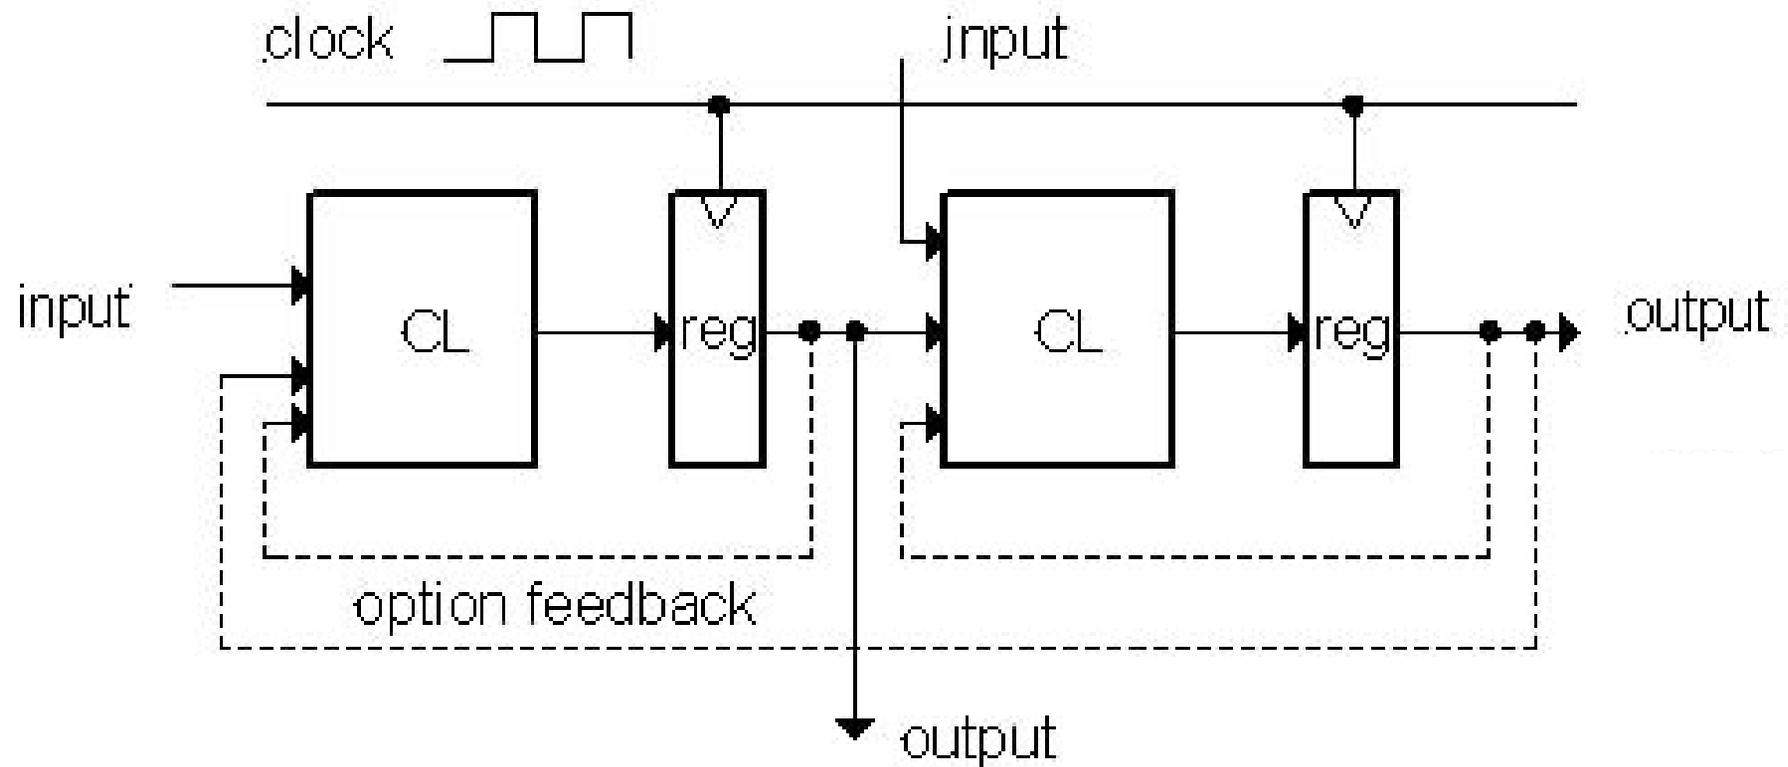 clock
input
input
CL
reg
CL
reg
output
option feedback
output